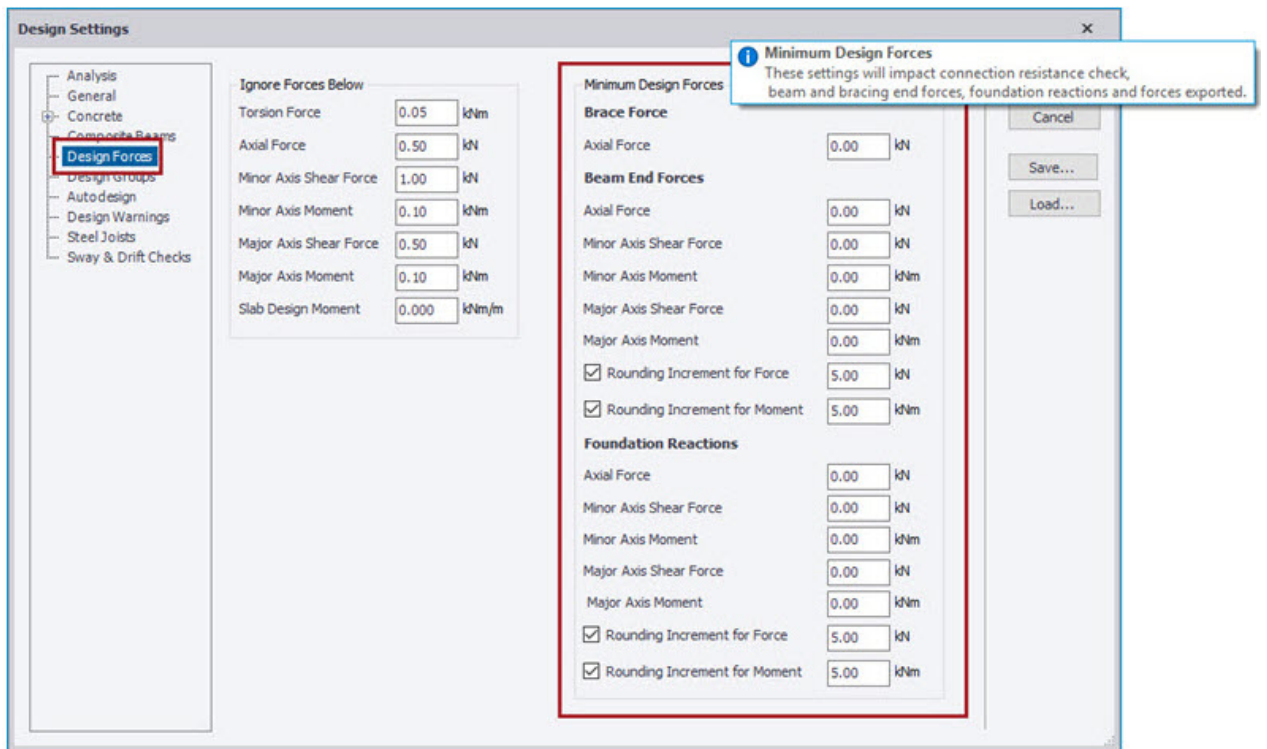 Design Settings
Minimum Design Forces
These settings will impact connection resistance check,
beam and bracing end forces, foundation reactions and forces exported.
Analysis
General
Concrete
Composite Beams
Design Forces
Design Groups
Autodesign
Design Warnings
Steel Joists
Sway & Drift Checks
Ignore Forces Below
Torsion Force 0.05 kNm
Axial Force 0.50 kN
Minor Axis Shear Force 1.00 kN
Minor Axis Moment 0.10 kNm
Major Axis Shear Force 0.50 kN
Major Axis Moment 0.10 kNm
Slab Design Moment 0.000 kNm/m
Minimum Design Forces
Brace Force
Axial Force 0.00 kN
Beam End Forces
Axial Force 0.00 kN
Minor Axis Shear Force 0.00 kN
Minor Axis Moment 0.00 kNm
Major Axis Shear Force 0.00 kN
Major Axis Moment 0.00 kNm
Rounding Increment for Force 5.00 kN
Rounding Increment for Moment 5.00 kNm
Foundation Reactions
Axial Force 0.00 kN
Minor Axis Shear Force 0.00 kN
Minor Axis Moment 0.00 kNm
Major Axis Shear Force 0.00 kN
Major Axis Moment 0.00 kNm
Rounding Increment for Force 5.00 kN
Rounding Increment for Moment 5.00 kNm
Cancel
Save...
Load...